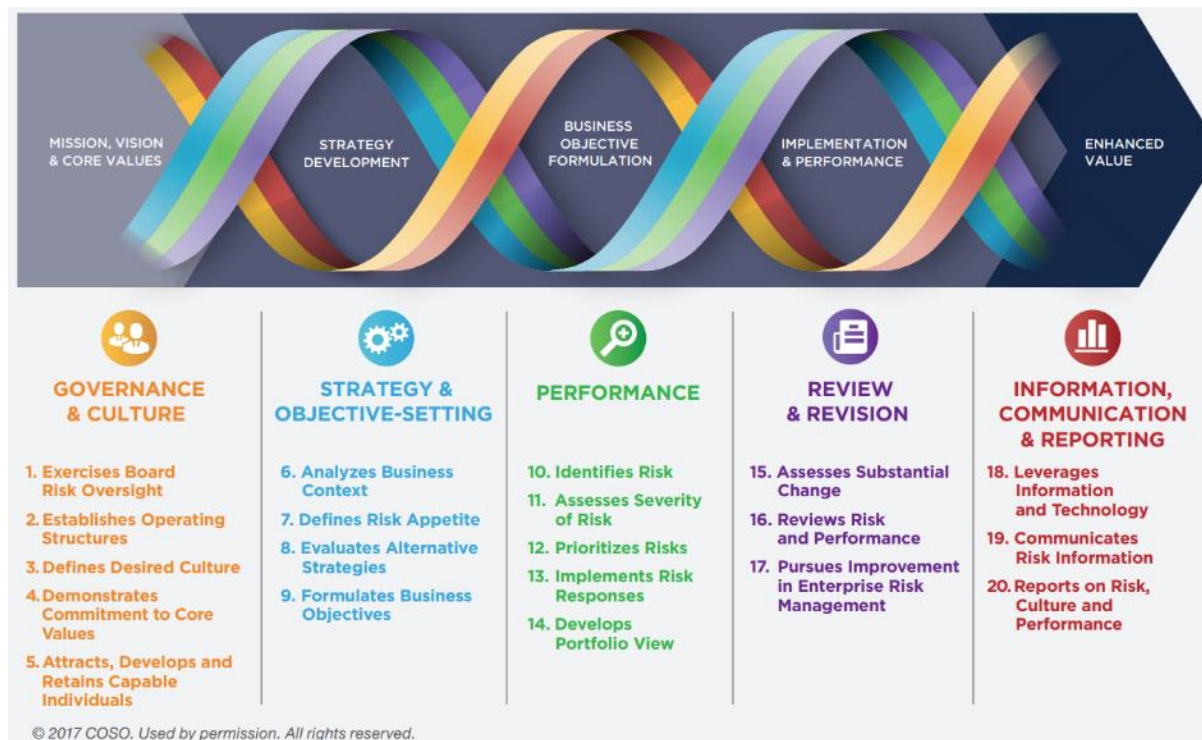 MISSION, VISION
& CORE VALUES
STRATEGY
DEVELOPMENT
BUSINESS
OBJECTIVE
FORMULATION
IMPLEMENTATION
& PERFORMANCE
ENHANCED
VALUE
GOVERNANCE
& CULTURE
1. Exercises Board
Risk Oversight
2. Establishes Operating
Structures
3. Defines Desired Culture
4. Demonstrates
Commitment to Core
Values
5. Attracts, Develops and
Retains Capable
Individuals
STRATEGY &
OBJECTIVE-SETTING
6. Analyzes Business
Context
7. Defines Risk Appetite
8. Evaluates Alternative
Strategies
9. Formulates Business
Objectives
PERFORMANCE
10. Identifies Risk
11. Assesses Severity
of Risk
12. Prioritizes Risks
13. Implements Risk
Responses
14. Develops
Portfolio View
REVIEW
& REVISION
15. Assesses Substantial
Change
16. Reviews Risk
and Performance
17. Pursues Improvement
in Enterprise Risk
Management
INFORMATION,
COMMUNICATION
& REPORTING
18. Leverages
Information
and Technology
19. Communicates
Risk Information
20. Reports on Risk,
Culture and
Performance
© 2017 COSO. Used by permission. All rights reserved.